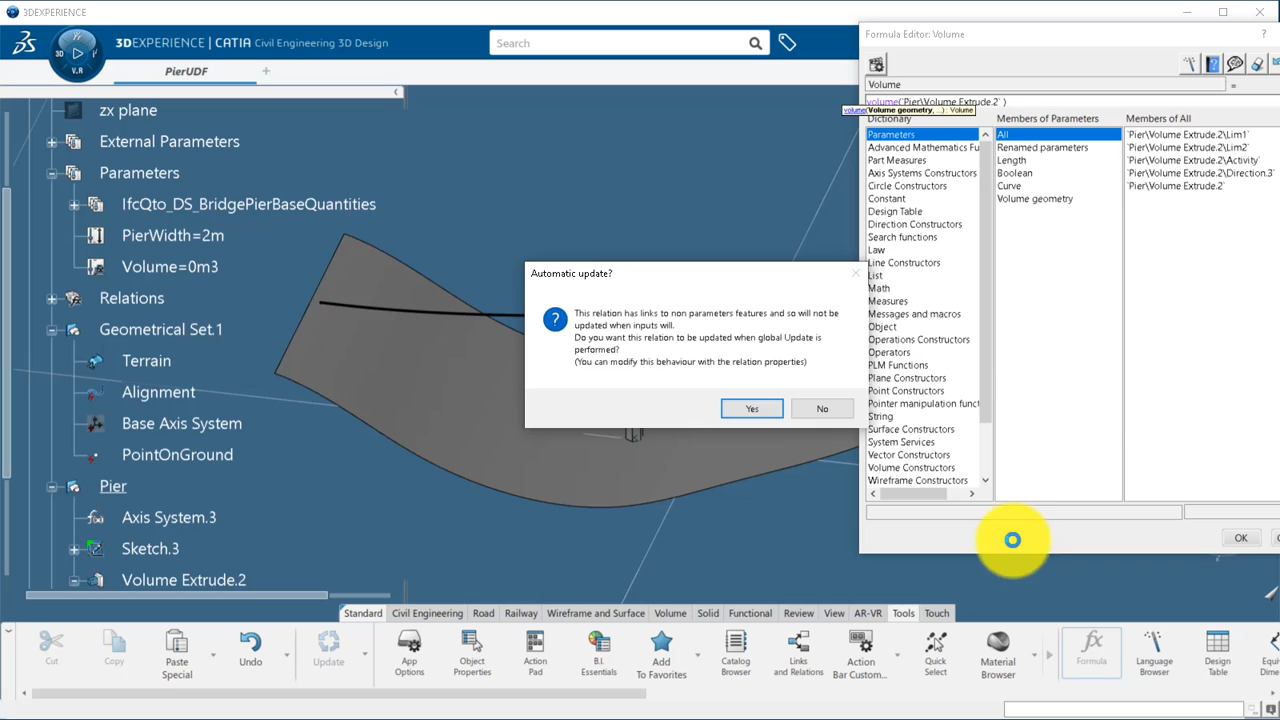 3DEXPERIENCE
3DEXPERIENCE | CATIA Civil Engineering 3D Design
3D
V.R
Search
PierUDF
zx plane
External Parameters
Parameters
IfcQto_DS_BridgePierBaseQuantities
PierWidth=2m
Volume=0m3
Relations
Geometrical Set.1
Terrain
Alignment
Base Axis System
PointOnGround
Pier
Axis System.3
Sketch.3
Volume Extrude.2
Formula Editor: Volume
?
Volume
=
volume(`Pier\Volume Extrude.2` )
volume(Volume geometry, ...) : Volume
Dictionary
Parameters
Advanced Mathematics Fu
Part Measures
Axis Systems Constructors
Circle Constructors
Constant
Design Table
Direction Constructors
Search functions
Law
Line Constructors
List
Math
Measures
Messages and macros
Object
Operations Constructors
Operators
PLM Functions
Plane Constructors
Point Constructors
Pointer manipulation funct
String
Surface Constructors
System Services
Vector Constructors
Volume Constructors
Wireframe Constructors
Members of Parameters
All
Renamed parameters
Length
Boolean
Curve
Volume geometry
Members of All
`Pier\Volume Extrude.2\Lim1`
`Pier\Volume Extrude.2\Lim2`
`Pier\Volume Extrude.2\Activity`
`Pier\Volume Extrude.2\Direction.3`
`Pier\Volume Extrude.2`
OK
Automatic update?
This relation has links to non parameters features and so will not be
updated when inputs will.
Do you want this relation to be updated when global Update is
performed?
(You can modify this behaviour with the relation properties)
Yes
No
Standard Civil Engineering Road Railway Wireframe and Surface Volume Solid Functional Review View AR-VR Tools Touch
Cut
Copy
Paste
Special
Undo
Update
App
Options
Object
Properties
Action
Pad
B.I.
Essentials
Add
To Favorites
Catalog
Browser
Links
and Relations
Action
Bar Custom...
Quick
Select
Material
Browser
Formula
Language
Browser
Design
Table